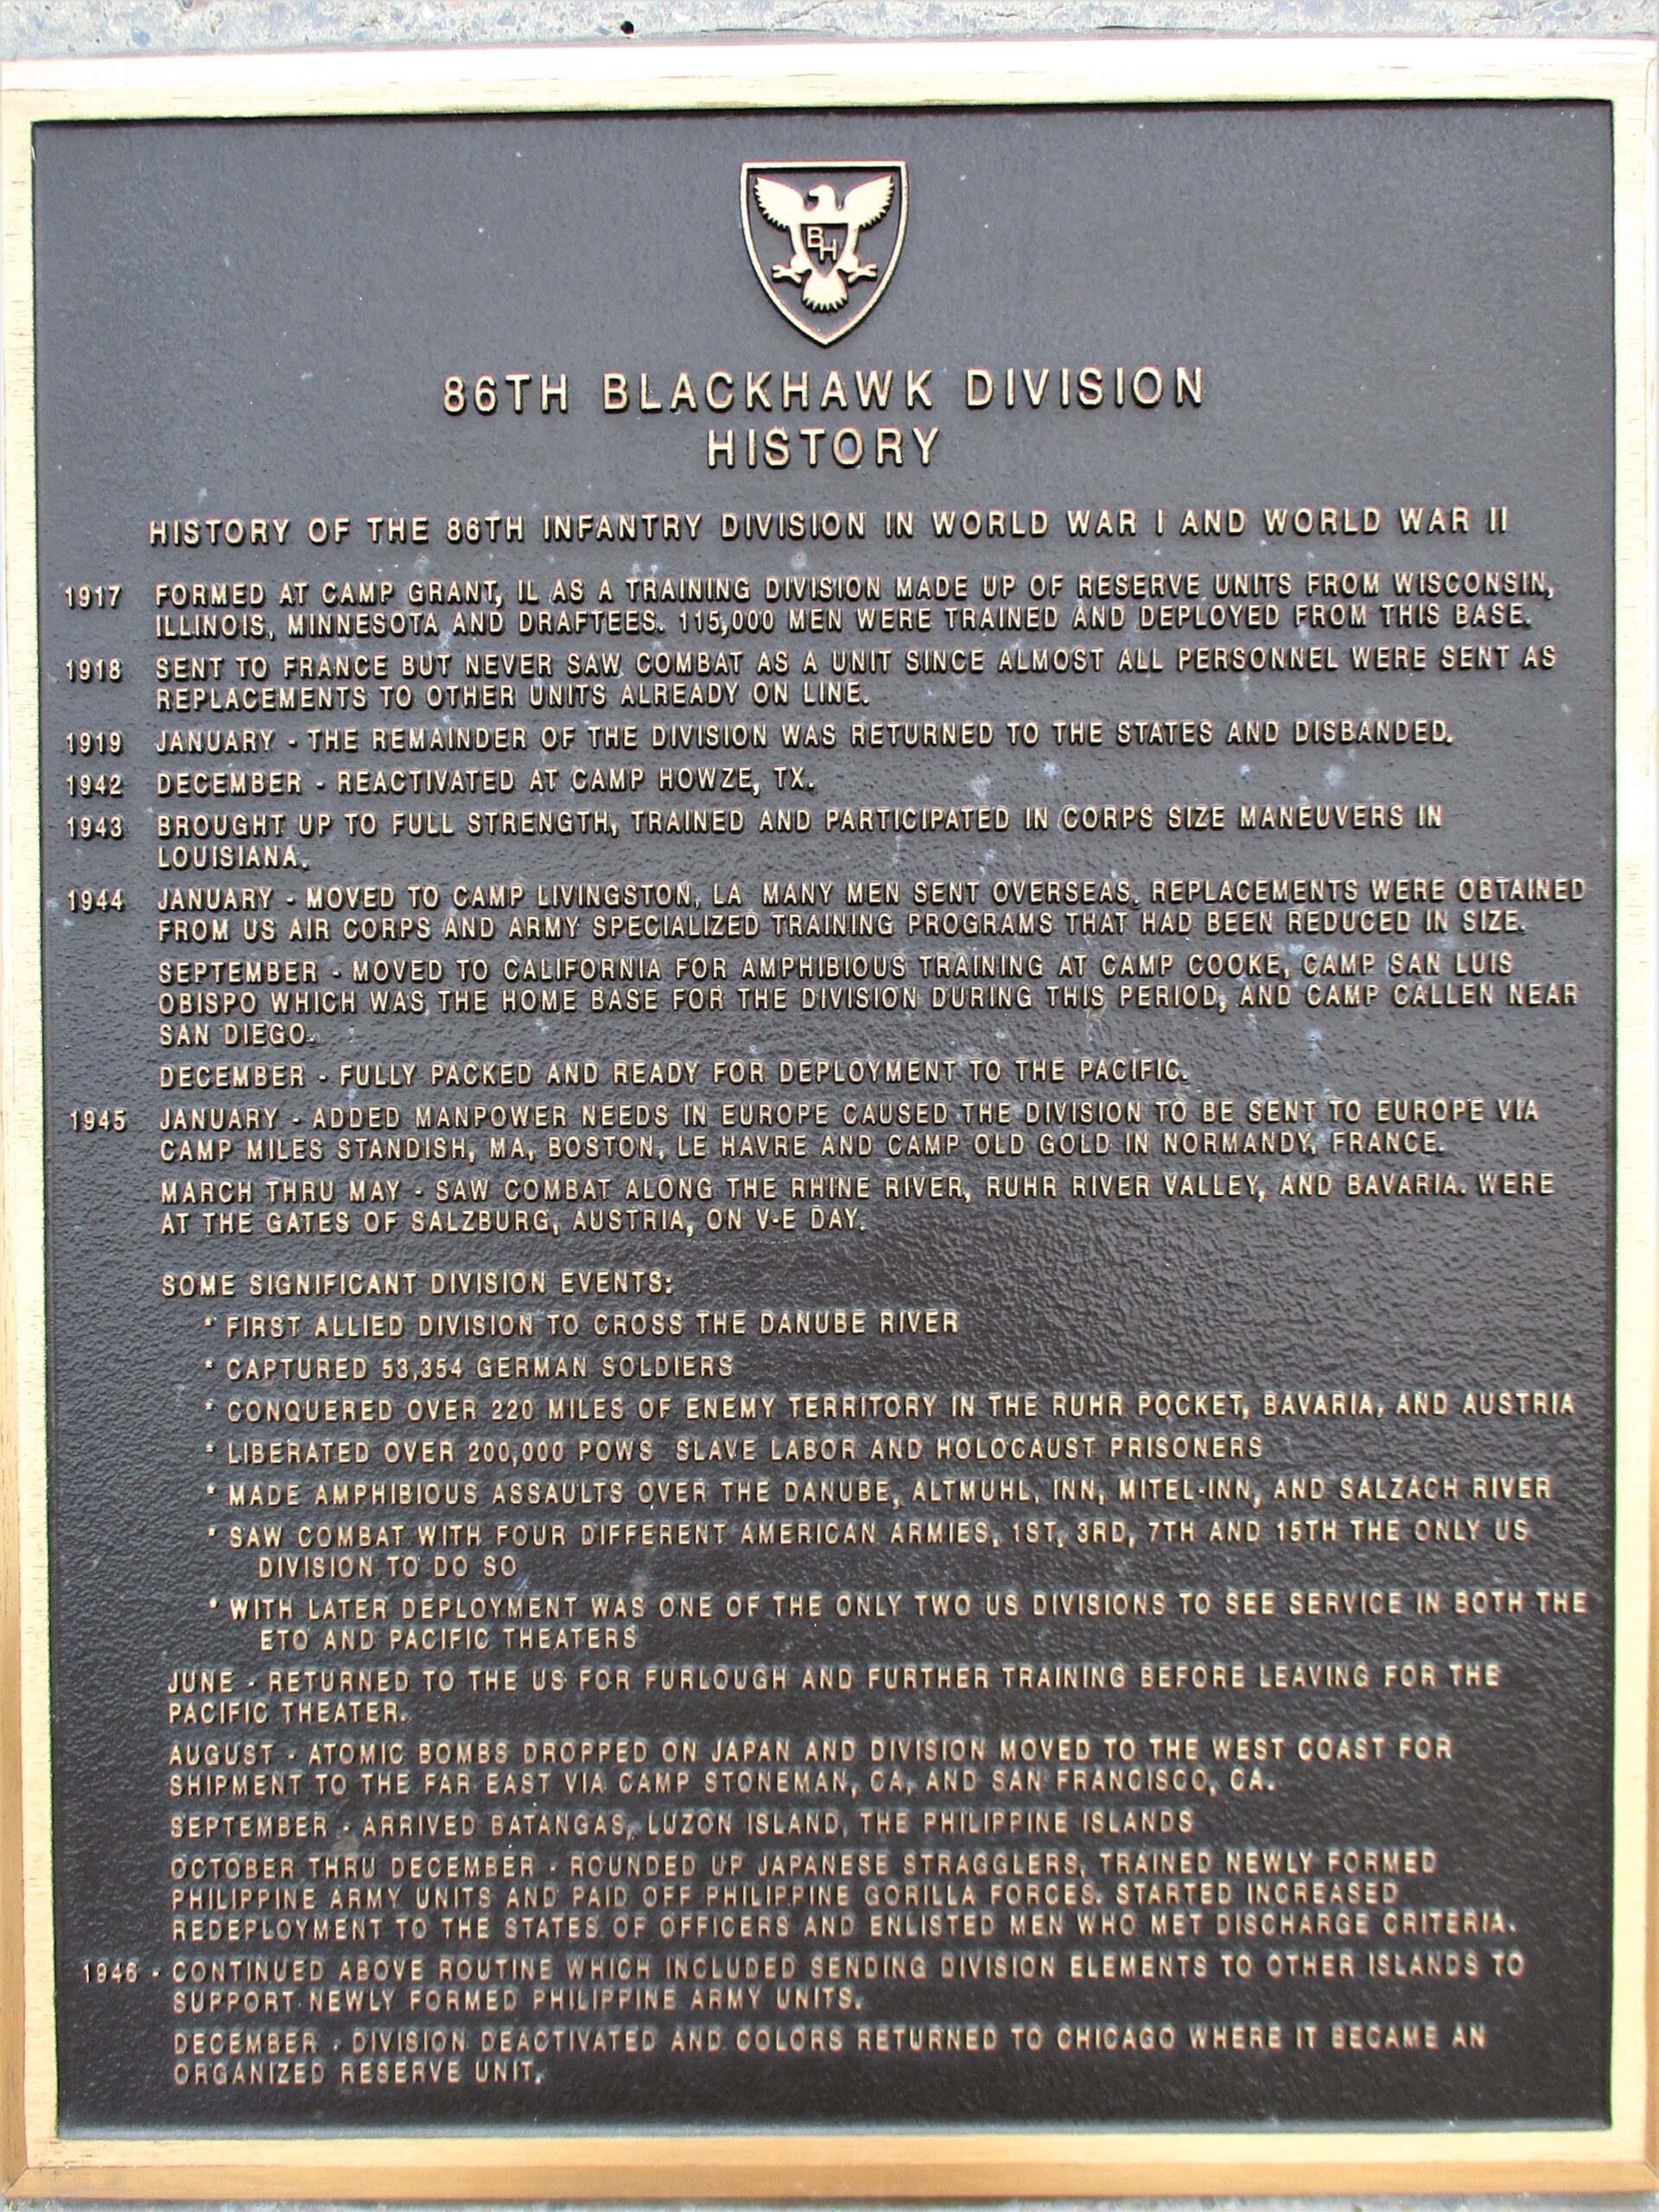 BH
86TH BLACKHAWK DIVISION
HISTORY
HISTORY OF THE 86TH INFANTRY DIVISION IN WORLD WAR I AND WORLD WAR II
1917 FORMED AT CAMP GRANT, IL AS A TRAINING DIVISION MADE UP OF RESERVE UNITS FROM WISCONSIN,
ILLINOIS, MINNESOTA AND DRAFTEES. 115,000 MEN WERE TRAINED AND DEPLOYED FROM THIS BASE.
1918 SENT TO FRANCE BUT NEVER SAW COMBAT AS A UNIT SINCE ALMOST ALL PERSONNEL WERE SENT AS
REPLACEMENTS TO OTHER UNITS ALREADY ON LINE.
1919 JANUARY - THE REMAINDER OF THE DIVISION WAS RETURNED TO THE STATES AND DISBANDED.
1942 DECEMBER - REACTIVATED AT CAMP HOWZE, TX.
1943 BROUGHT UP TO FULL STRENGTH, TRAINED AND PARTICIPATED IN CORPS SIZE MANEUVERS IN
LOUISIANA.
1944 JANUARY - MOVED TO CAMP LIVINGSTON, LA MANY MEN SENT OVERSEAS. REPLACEMENTS WERE OBTAINED
FROM US AIR CORPS AND ARMY SPECIALIZED TRAINING PROGRAMS THAT HAD BEEN REDUCED IN SIZE.
SEPTEMBER - MOVED TO CALIFORNIA FOR AMPHIBIOUS TRAINING AT CAMP COOKE, CAMP SAN LUIS
OBISPO WHICH WAS THE HOME BASE FOR THE DIVISION DURING THIS PERIOD, AND CAMP CALLEN NEAR
SAN DIEGO.
DECEMBER - FULLY PACKED AND READY FOR DEPLOYMENT TO THE PACIFIC.
1945 JANUARY - ADDED MANPOWER NEEDS IN EUROPE CAUSED THE DIVISION TO BE SENT TO EUROPE VIA
CAMP MILES STANDISH, MA, BOSTON, LE HAVRE AND CAMP OLD GOLD IN NORMANDY, FRANCE.
MARCH THRU MAY - SAW COMBAT ALONG THE RHINE RIVER, RUHR RIVER VALLEY, AND BAVARIA. WERE
AT THE GATES OF SALZBURG, AUSTRIA, ON V-E DAY.
SOME SIGNIFICANT DIVISION EVENTS:
* FIRST ALLIED DIVISION TO CROSS THE DANUBE RIVER
* CAPTURED 53,354 GERMAN SOLDIERS
* CONQUERED OVER 220 MILES OF ENEMY TERRITORY IN THE RUHR POCKET, BAVARIA, AND AUSTRIA
* LIBERATED OVER 200,000 POWS SLAVE LABOR AND HOLOCAUST PRISONERS
* MADE AMPHIBIOUS ASSAULTS OVER THE DANUBE, ALTMUHL, INN, MITEL-INN, AND SALZACH RIVER
* SAW COMBAT WITH FOUR DIFFERENT AMERICAN ARMIES, 1ST, 3RD, 7TH AND 15TH THE ONLY US
DIVISION TO DO SO
* WITH LATER DEPLOYMENT WAS ONE OF THE ONLY TWO US DIVISIONS TO SEE SERVICE IN BOTH THE
ETO AND PACIFIC THEATERS
JUNE - RETURNED TO THE US FOR FURLOUGH AND FURTHER TRAINING BEFORE LEAVING FOR THE
PACIFIC THEATER.
AUGUST - ATOMIC BOMBS DROPPED ON JAPAN AND DIVISION MOVED TO THE WEST COAST FOR
SHIPMENT TO THE FAR EAST VIA CAMP STONEMAN, CA, AND SAN FRANCISCO, CA.
SEPTEMBER - ARRIVED BATANGAS, LUZON ISLAND, THE PHILIPPINE ISLANDS
OCTOBER THRU DECEMBER - ROUNDED UP JAPANESE STRAGGLERS, TRAINED NEWLY FORMED
PHILIPPINE ARMY UNITS AND PAID OFF PHILIPPINE GORILLA FORCES. STARTED INCREASED
REDEPLOYMENT TO THE STATES OF OFFICERS AND ENLISTED MEN WHO MET DISCHARGE CRITERIA.
1946 - CONTINUED ABOVE ROUTINE WHICH INCLUDED SENDING DIVISION ELEMENTS TO OTHER ISLANDS TO
SUPPORT NEWLY FORMED PHILIPPINE ARMY UNITS.
DECEMBER - DIVISION DEACTIVATED AND COLORS RETURNED TO CHICAGO WHERE IT BECAME AN
ORGANIZED RESERVE UNIT.